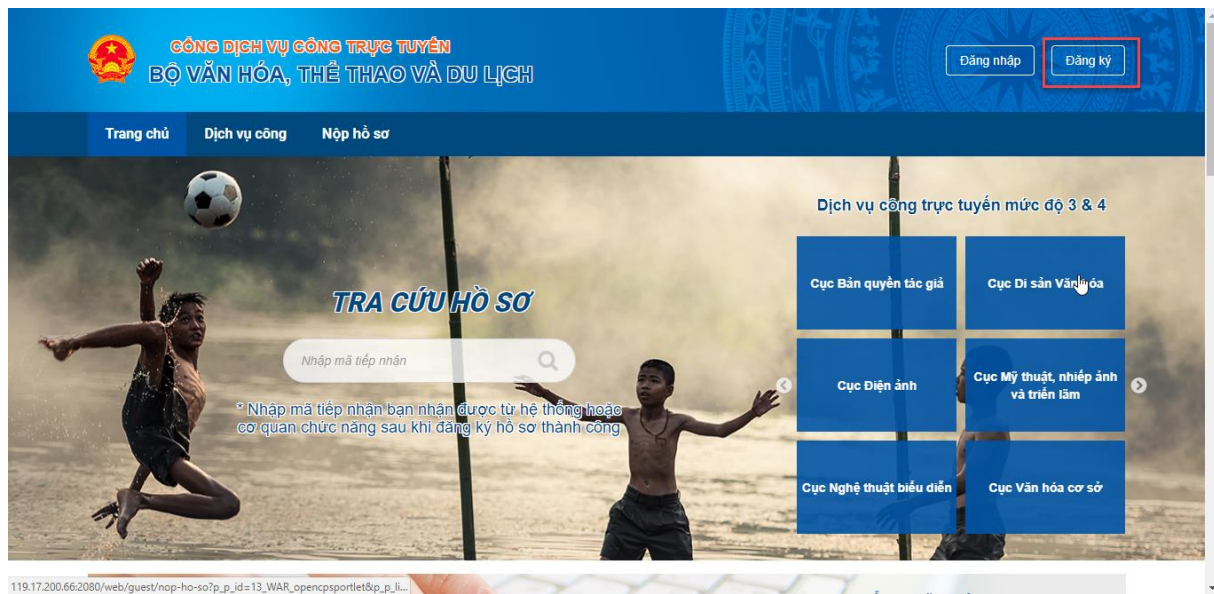 CỔNG DỊCH VỤ CÔNG TRỰC TUYẾN
BỘ VĂN HÓA, THỂ THAO VÀ DU LỊCH
Đăng nhập
Đăng ký
Trang chủ
Dịch vụ công
Nộp hồ sơ
Dịch vụ công trực tuyến mức độ 3 & 4
TRA CỨU HỒ SƠ
Nhập mã tiếp nhận
* Nhập mã tiếp nhận bạn nhận được từ hệ thống hoặc
cơ quan chức năng sau khi đăng ký hồ sơ thành công
Cục Bản quyền tác giả
Cục Di sản Văn hóa
Cục Điện ảnh
Cục Mỹ thuật, nhiếp ảnh
và triển lãm
Cục Nghệ thuật biểu diễn
Cục Văn hóa cơ sở
119.17.200.66:2080/web/guest/nop-ho-so?p_p_id=13_WAR_opencpsportlet&p_p_li...